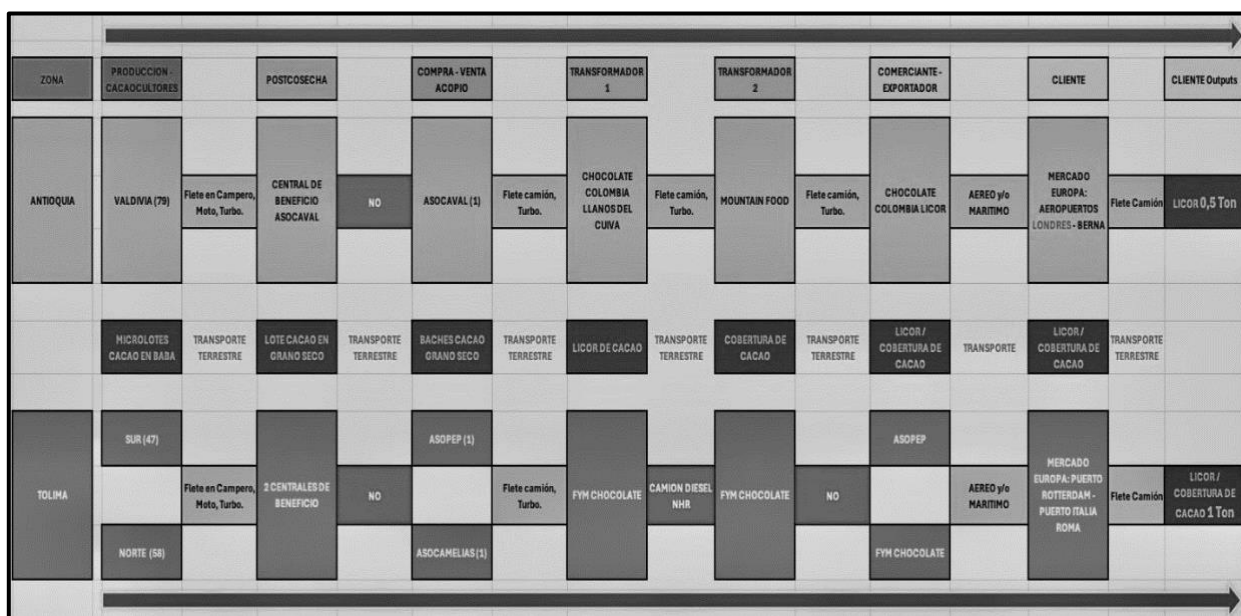 ZONA
PRODUCCION -
CACAOCULTORES
POSTCOSECHA
COMPRA - VENTA
ACOPIO
TRANSFORMADOR
1
TRANSFORMADOR
2
COMERCIANTE -
EXPORTADOR
CLIENTE
CLIENTE Outputs
ANTIOQUIA
VALDIVIA (79)
Flete en Campero,
Moto, Turbo.
CENTRAL DE
BENEFICIO
ASOCAVAL
NO
ASOCAVAL (1)
Flete camión,
Turbo.
CHOCOLATE
COLOMBIA
LLANOS DEL
CUIVA
Flete camión,
Turbo.
MOUNTAIN FOOD
Flete camión,
Turbo.
CHOCOLATE
COLOMBIA LICOR
AEREO y/o
MARITIMO
MERCADO
EUROPA:
AEROPUERTOS
LONDRES - BERNA
Flete Camión
LICOR 0,5 Ton
MICROLOTES
CACAO EN BABA
TRANSPORTE
TERRESTRE
LOTE CACAO EN
GRANO SECO
TRANSPORTE
TERRESTRE
BACHES CACAO
GRANO SECO
TRANSPORTE
TERRESTRE
LICOR DE CACAO
TRANSPORTE
TERRESTRE
COBERTURA DE
CACAO
TRANSPORTE
TERRESTRE
LICOR /
COBERTURA DE
CACAO
TRANSPORTE
LICOR /
COBERTURA DE
CACAO
TRANSPORTE
TERRESTRE
TOLIMA
SUR (47)
NORTE (58)
Flete en Campero,
Moto, Turbo.
2 CENTRALES DE
BENEFICIO
NO
ASOPEP (1)
ASOCAMELIAS (1)
Flete camión,
Turbo.
FYM CHOCOLATE
CAMION DIESEL
NHR
FYM CHOCOLATE
NO
ASOPEP
FYM CHOCOLATE
AEREO y/o
MARITIMO
MERCADO
EUROPA: PUERTO
ROTTERDAM -
PUERTO ITALIA
ROMA
Flete Camión
LICOR /
COBERTURA DE
CACAO 1 Ton